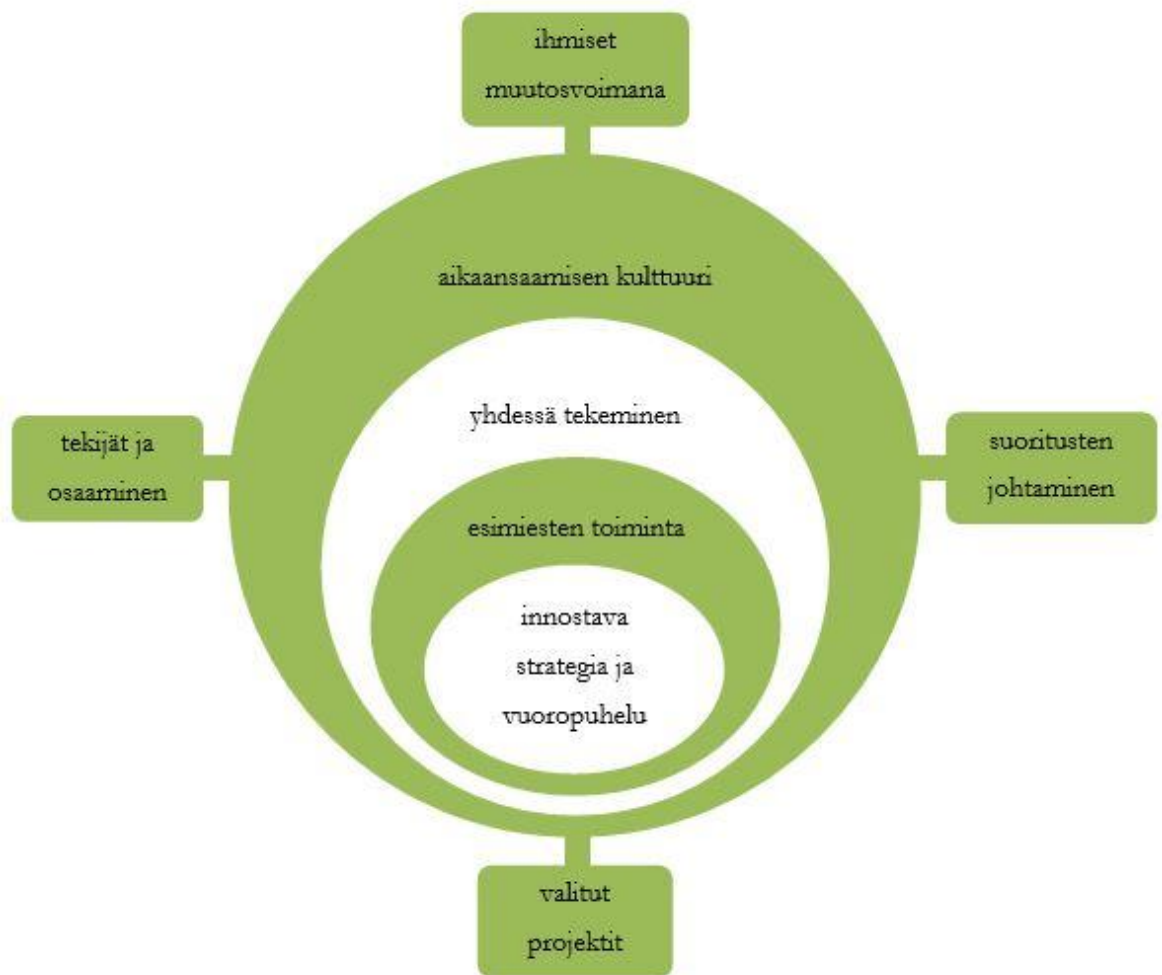 ihmiset
muutosvoimana
aikaansaamisen kulttuuri
yhdessä tekeminen
tekijät ja
osaaminen
suoritusten
johtaminen
esimiesten toiminta
innostava
strategia ja
vuoropuhelu
valitut
projektit